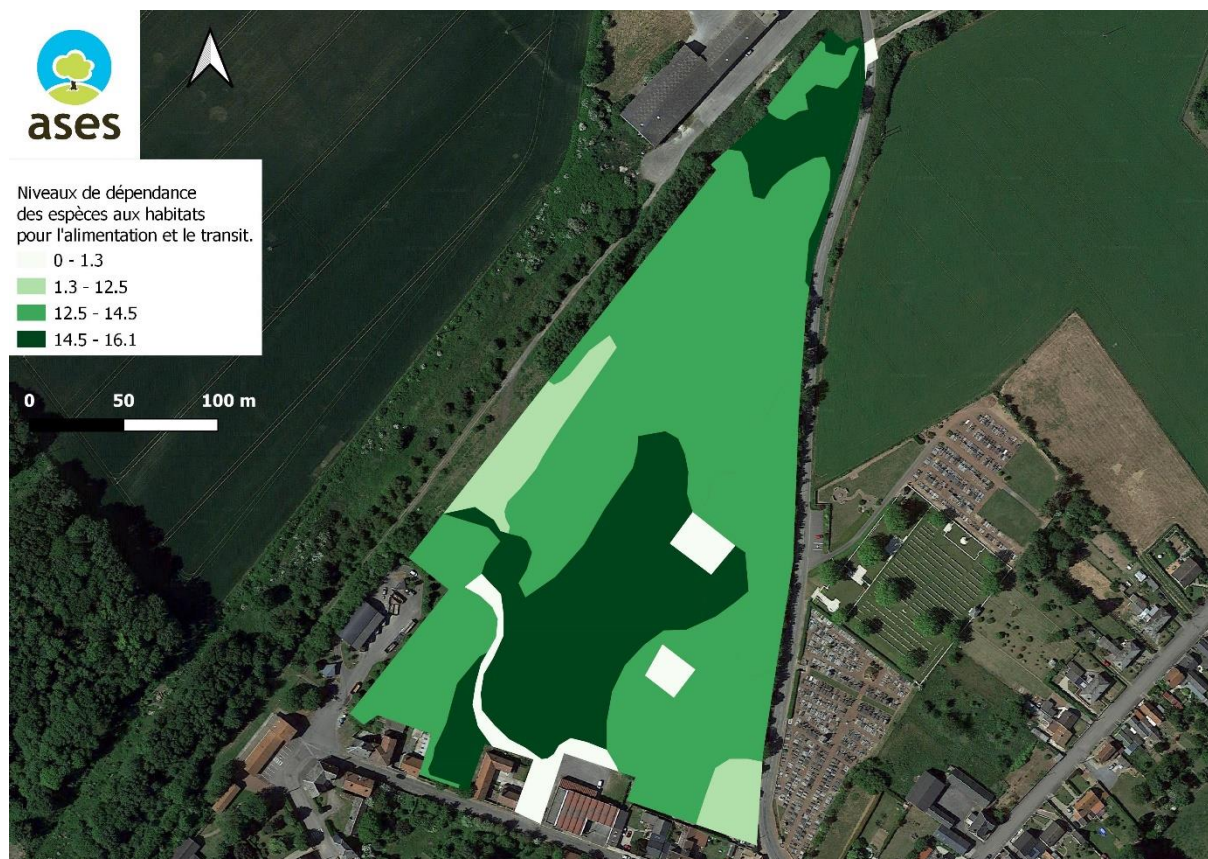 ases
Niveaux de dépendance
des espèces aux habitats
pour l'alimentation et le transit.
0 - 1.3
1.3 - 12.5
12.5 - 14.5
14.5 - 16.1
0 50 100 m